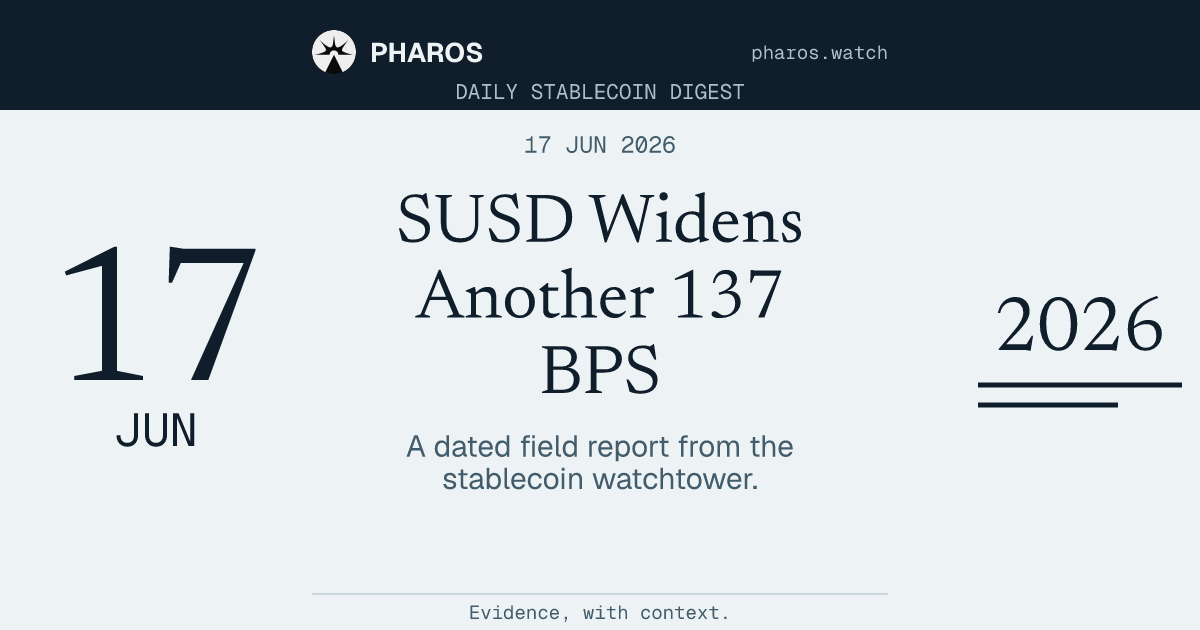 PHAROS
pharos.watch
DAILY STABLECOIN DIGEST
17 JUN 2026
17
JUN
SUSD Widens
Another 137
BPS
A dated field report from the
stablecoin watchtower.
2026
Evidence, with context.